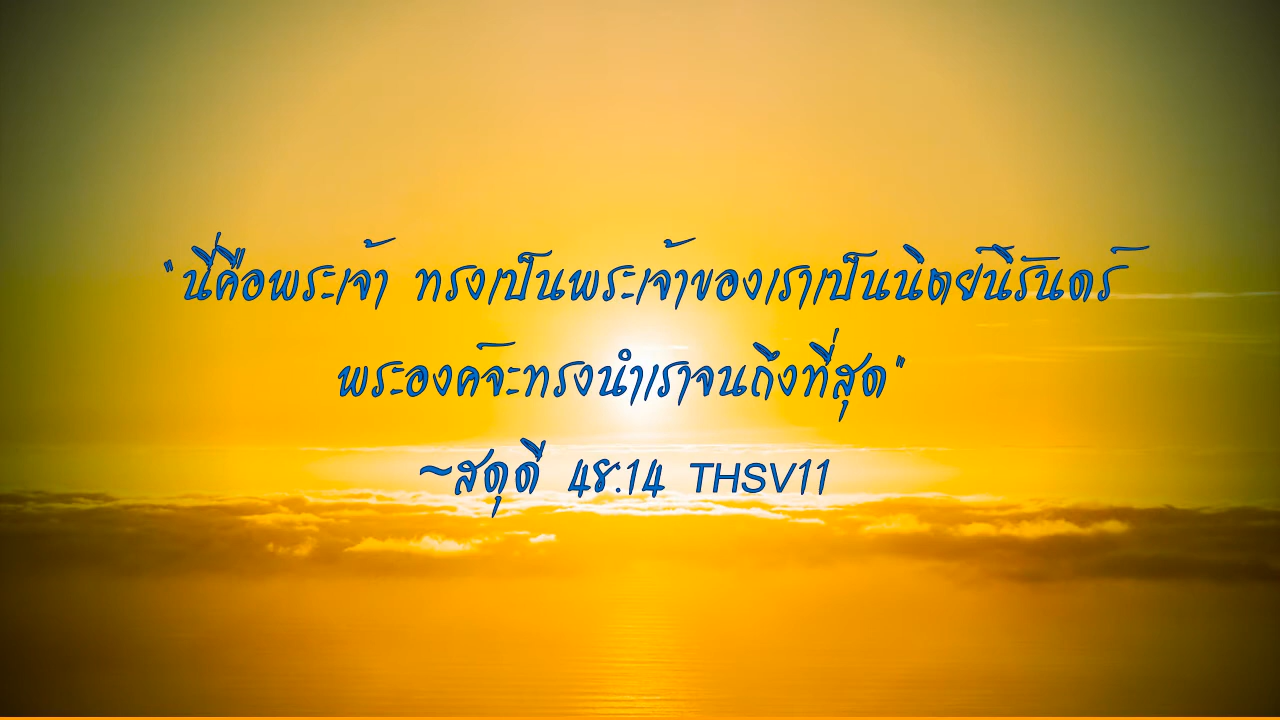 "นี่คือพระเจ้า ทรงเป็นพระเจ้าของเราเป็นนิตย์นิรันดร์
พระองค์จะทรงนำเราจนถึงที่สุด"
~สดุดี 48:14 THSV11